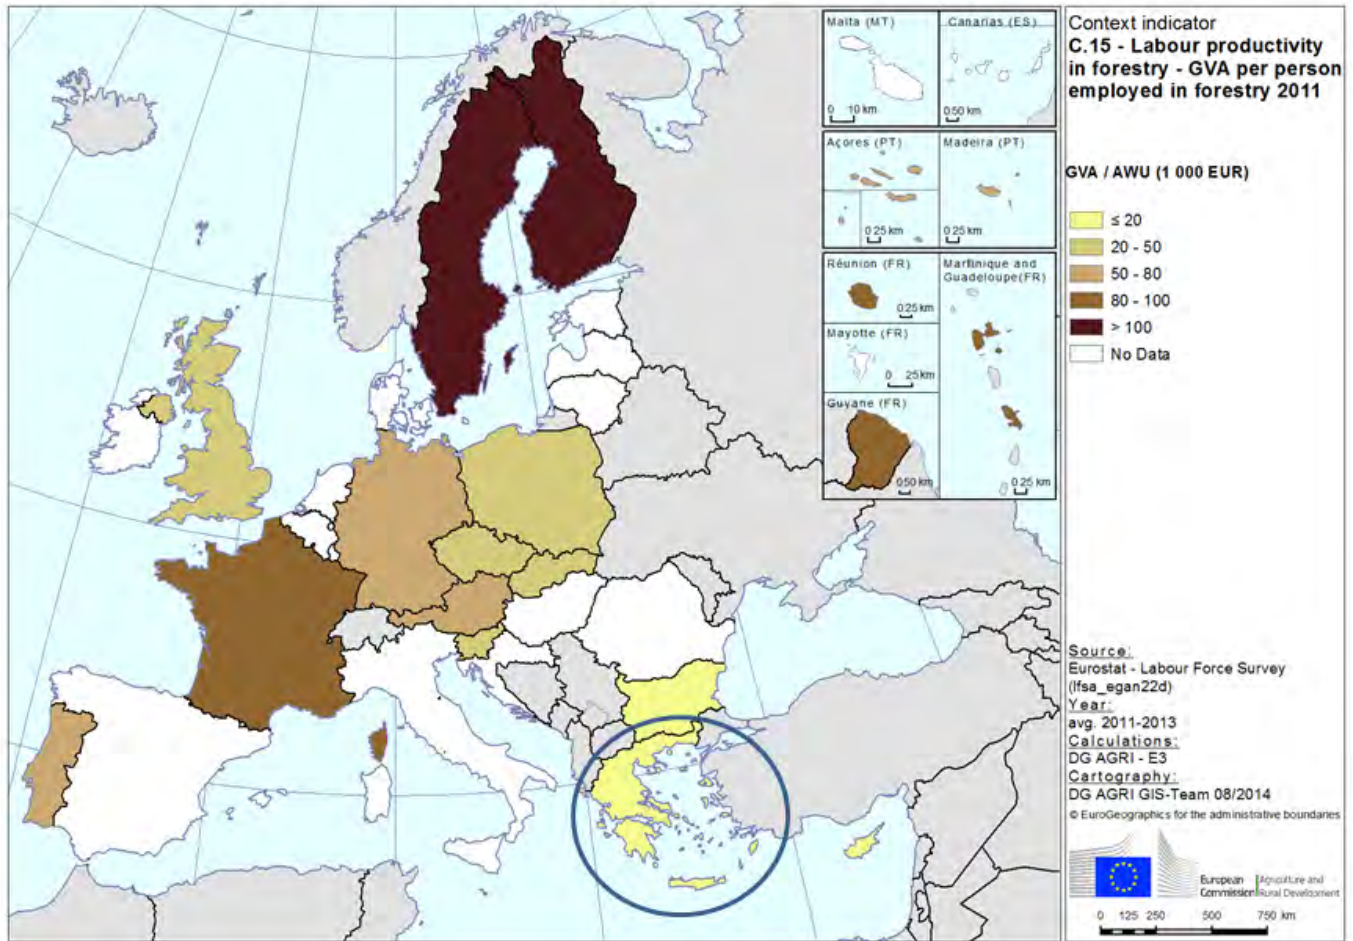 Malta (MT)
0 10 km
Canarias (ES)
0 50 km
Açores (PT)
0 25 km
Madeira (PT)
0 25 km
Réunion (FR)
0 25 km
Martinique and
Guadeloupe(FR)
0 25 km
Mayotte (FR)
0 25 km
Guyane (FR)
0 50 km
Context indicator
C.15 - Labour productivity
in forestry - GVA per person
employed in forestry 2011
GVA / AWU (1 000 EUR)
≤ 20
20 - 50
50 - 80
80 - 100
> 100
No Data
Source:
Eurostat - Labour Force Survey
(lfsa_egan22d)
Year:
avg. 2011-2013
Calculations:
DG AGRI - E3
Cartography:
DG AGRI GIS-Team 08/2014
© EuroGeographics for the administrative boundaries
European
Commission
Agriculture and
Rural Development
0 125 250 500 750 km